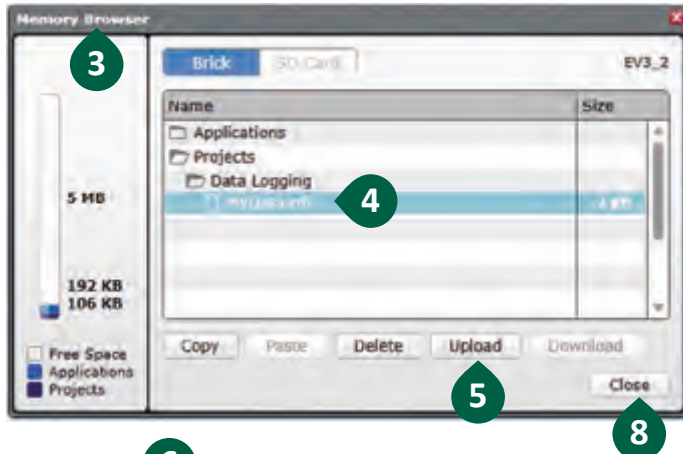 Memory Browser
3
Brick SD Card EV3_2
Name Size
Applications
Projects
Data Logging
4
5 MB
192 KB
106 KB
Free Space
Applications
Projects
Copy Paste Delete Upload Download
5
Close
8
6